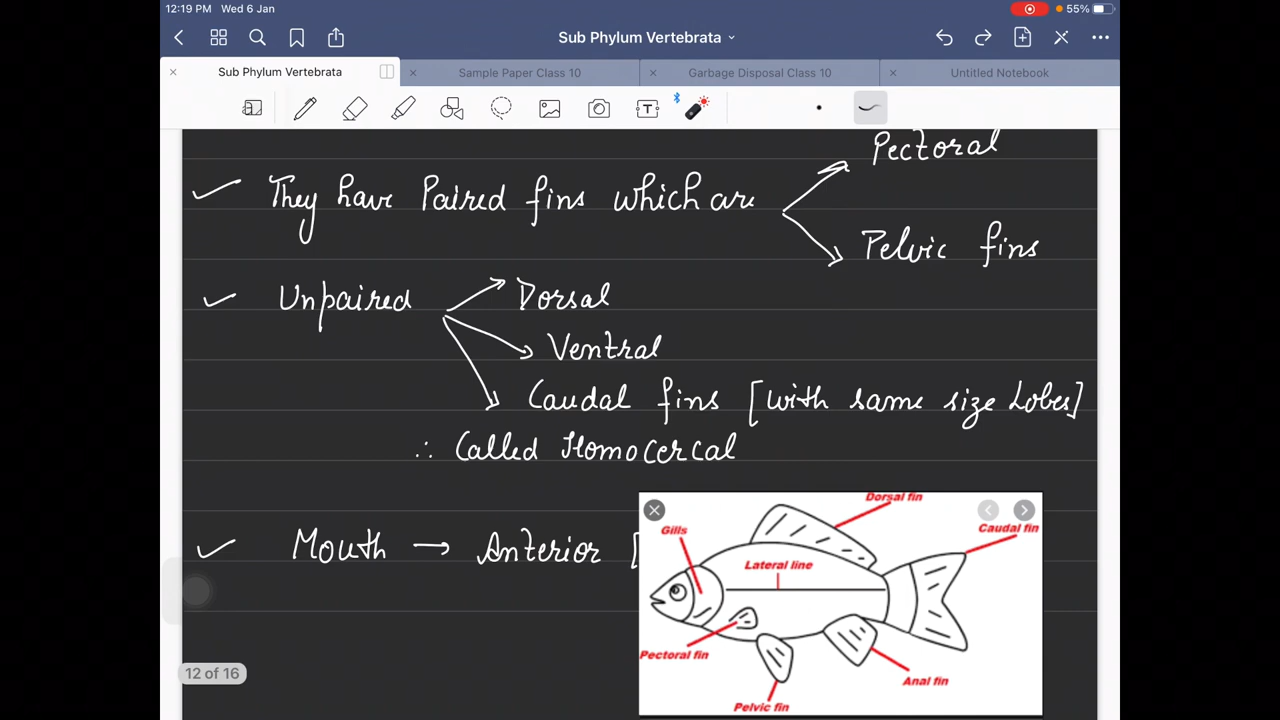 12:19 PM Wed 6 Jan
55%
Sub Phylum Vertebrata
Sub Phylum Vertebrata
Sample Paper Class 10
Garbage Disposal Class 10
Untitled Notebook
T
Pectoral
They have Paired fins which are
Pelvic fins
Unpaired
Dorsal
Ventral
Caudal fins [with same size Lobes]
∴ Called Homocercal
Mouth → Anterior [
Dorsal fin
Gills
Caudal fin
Lateral line
Pectoral fin
Anal fin
Pelvic fin
12 of 16